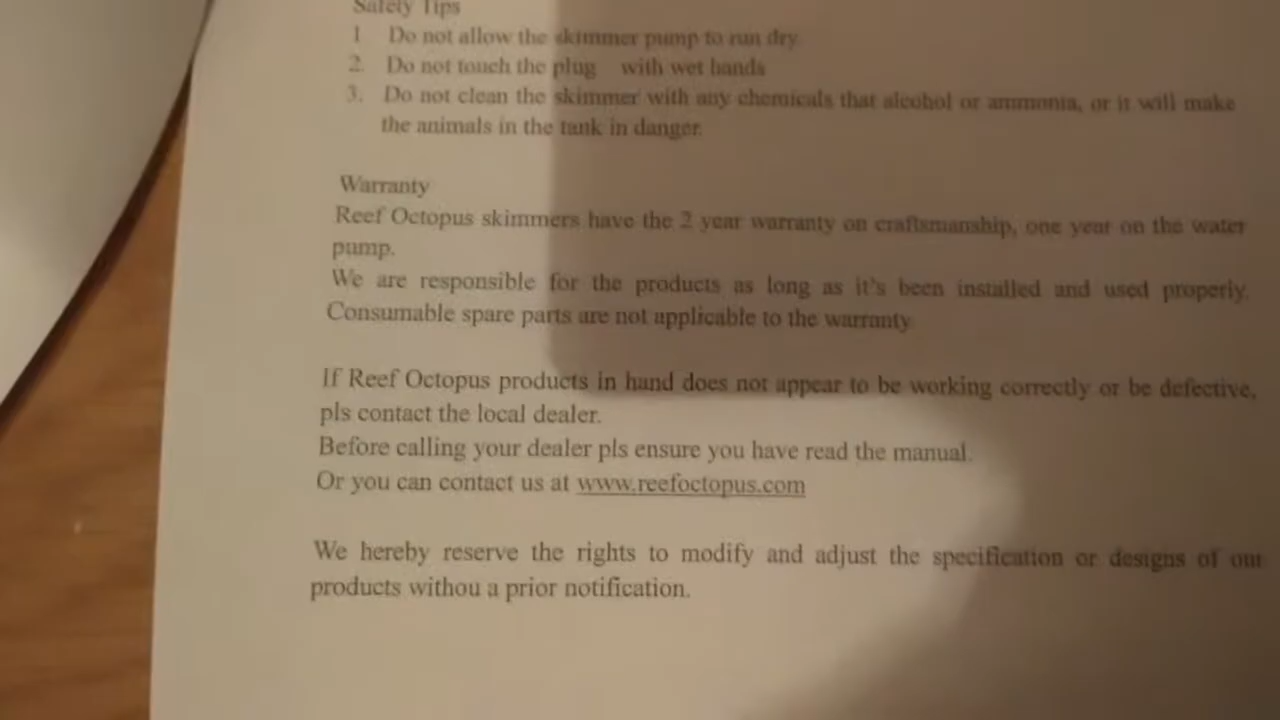 Safety Tips
1 Do not allow the skimmer pump to run dry
2. Do not touch the plug with wet hands
3. Do not clean the skimmer with any chemicals that alcohol or ammonia, or it will make
the animals in the tank in danger.
Warranty
Reef Octopus skimmers have the 2 year warranty on craftsmanship, one year on the water
pump.
We are responsible for the products as long as it's been installed and used properly.
Consumable spare parts are not applicable to the warranty
If Reef Octopus products in hand does not appear to be working correctly or be defective,
pls contact the local dealer.
Before calling your dealer pls ensure you have read the manual.
Or you can contact us at www.reefoctopus.com
We hereby reserve the rights to modify and adjust the specification or designs of our
products withou a prior notification.